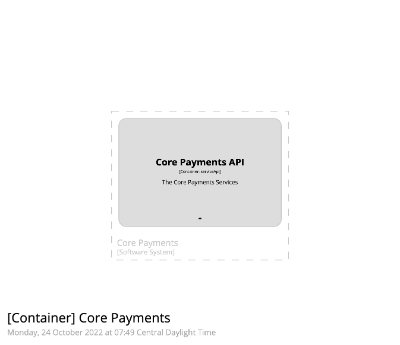 Core Payments API
[Container:
The Core Payments Services
Core Payments
[Software System]
[Container] Core Payments
Monday, 24 October 2022 at 07:49 Central Daylight Time